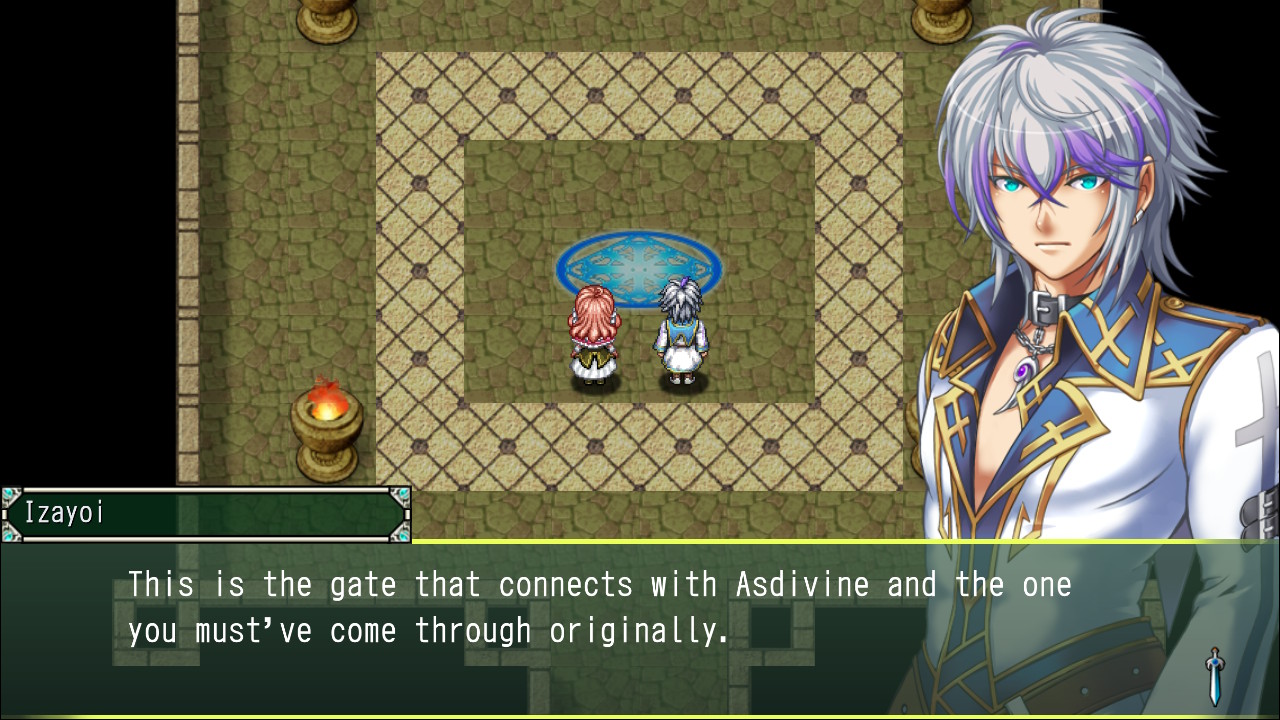 Izayoi
This is the gate that connects with Asdivine and the one
you must've come through originally.